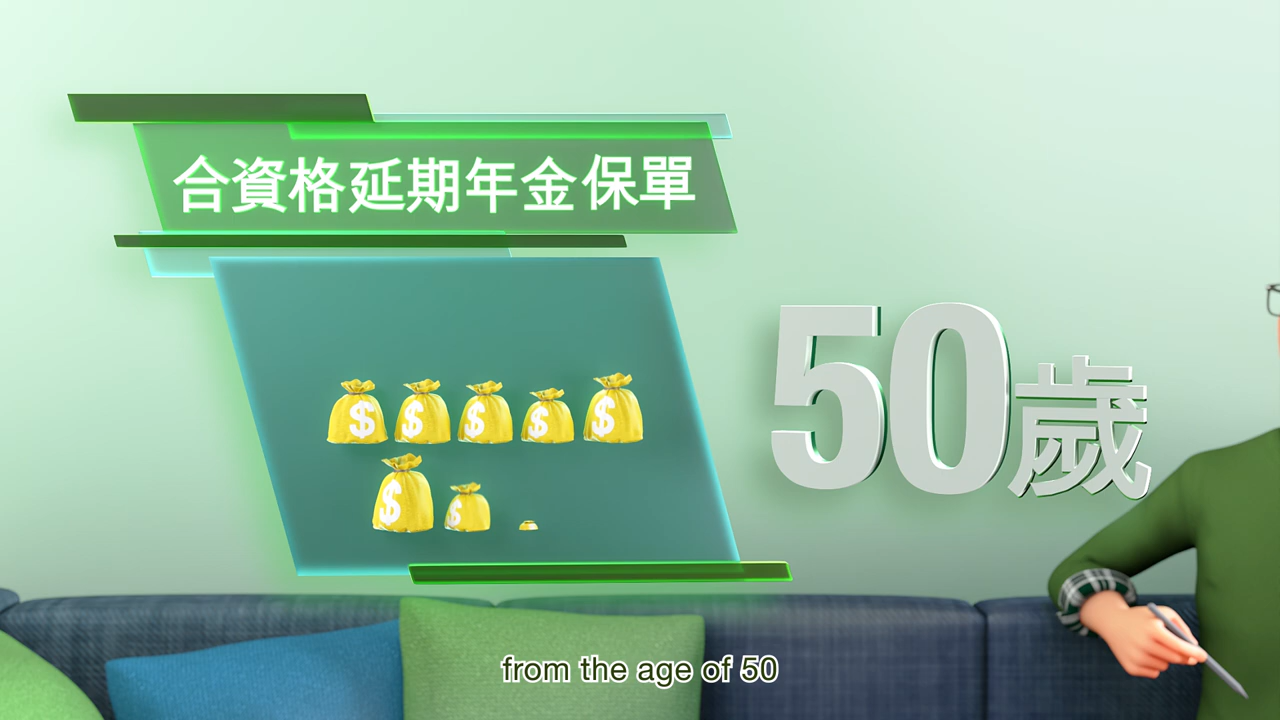 合資格延期年金保單
50歲
$ $ $ $ $
$ $
from the age of 50